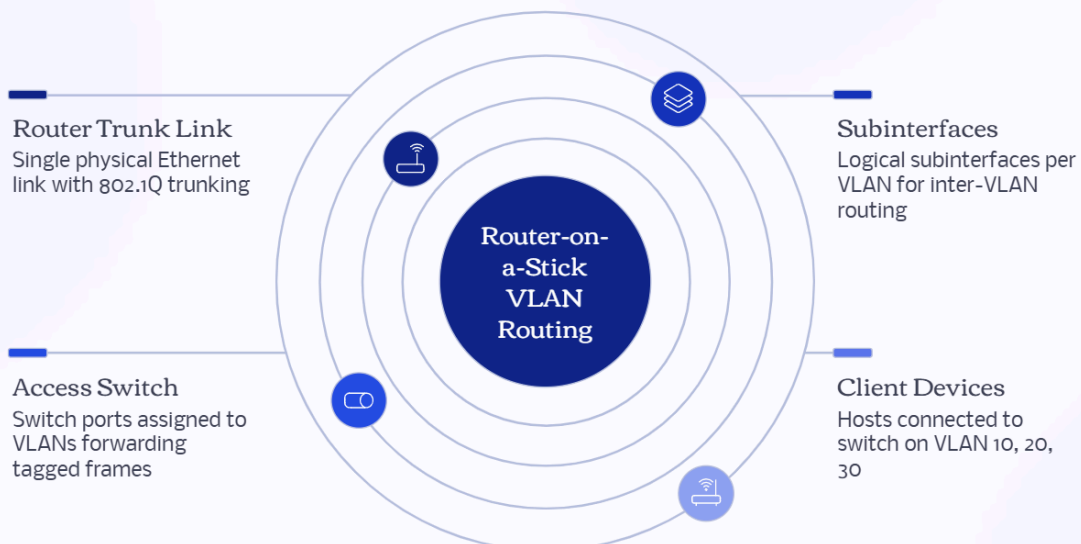 Router Trunk Link
Single physical Ethernet
link with 802.1Q trunking
Subinterfaces
Logical subinterfaces per
VLAN for inter-VLAN
routing
Router-on-
a-Stick
VLAN
Routing
Access Switch
Switch ports assigned to
VLANs forwarding
tagged frames
Client Devices
Hosts connected to
switch on VLAN 10, 20,
30